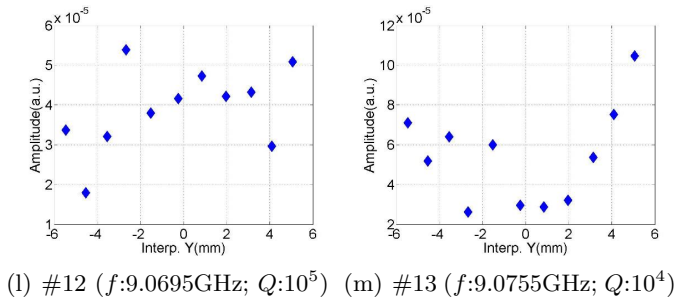 6 x 10^-5
5
4
3
2
1
Amplitude(a.u.)
-6 -4 -2 0 2 4 6
Interp. Y(mm)
(l) #12 (f:9.0695GHz; Q:10^5)
12 x 10^-5
10
8
6
4
2
Amplitude(a.u.)
-6 -4 -2 0 2 4 6
Interp. Y(mm)
(m) #13 (f:9.0755GHz; Q:10^4)